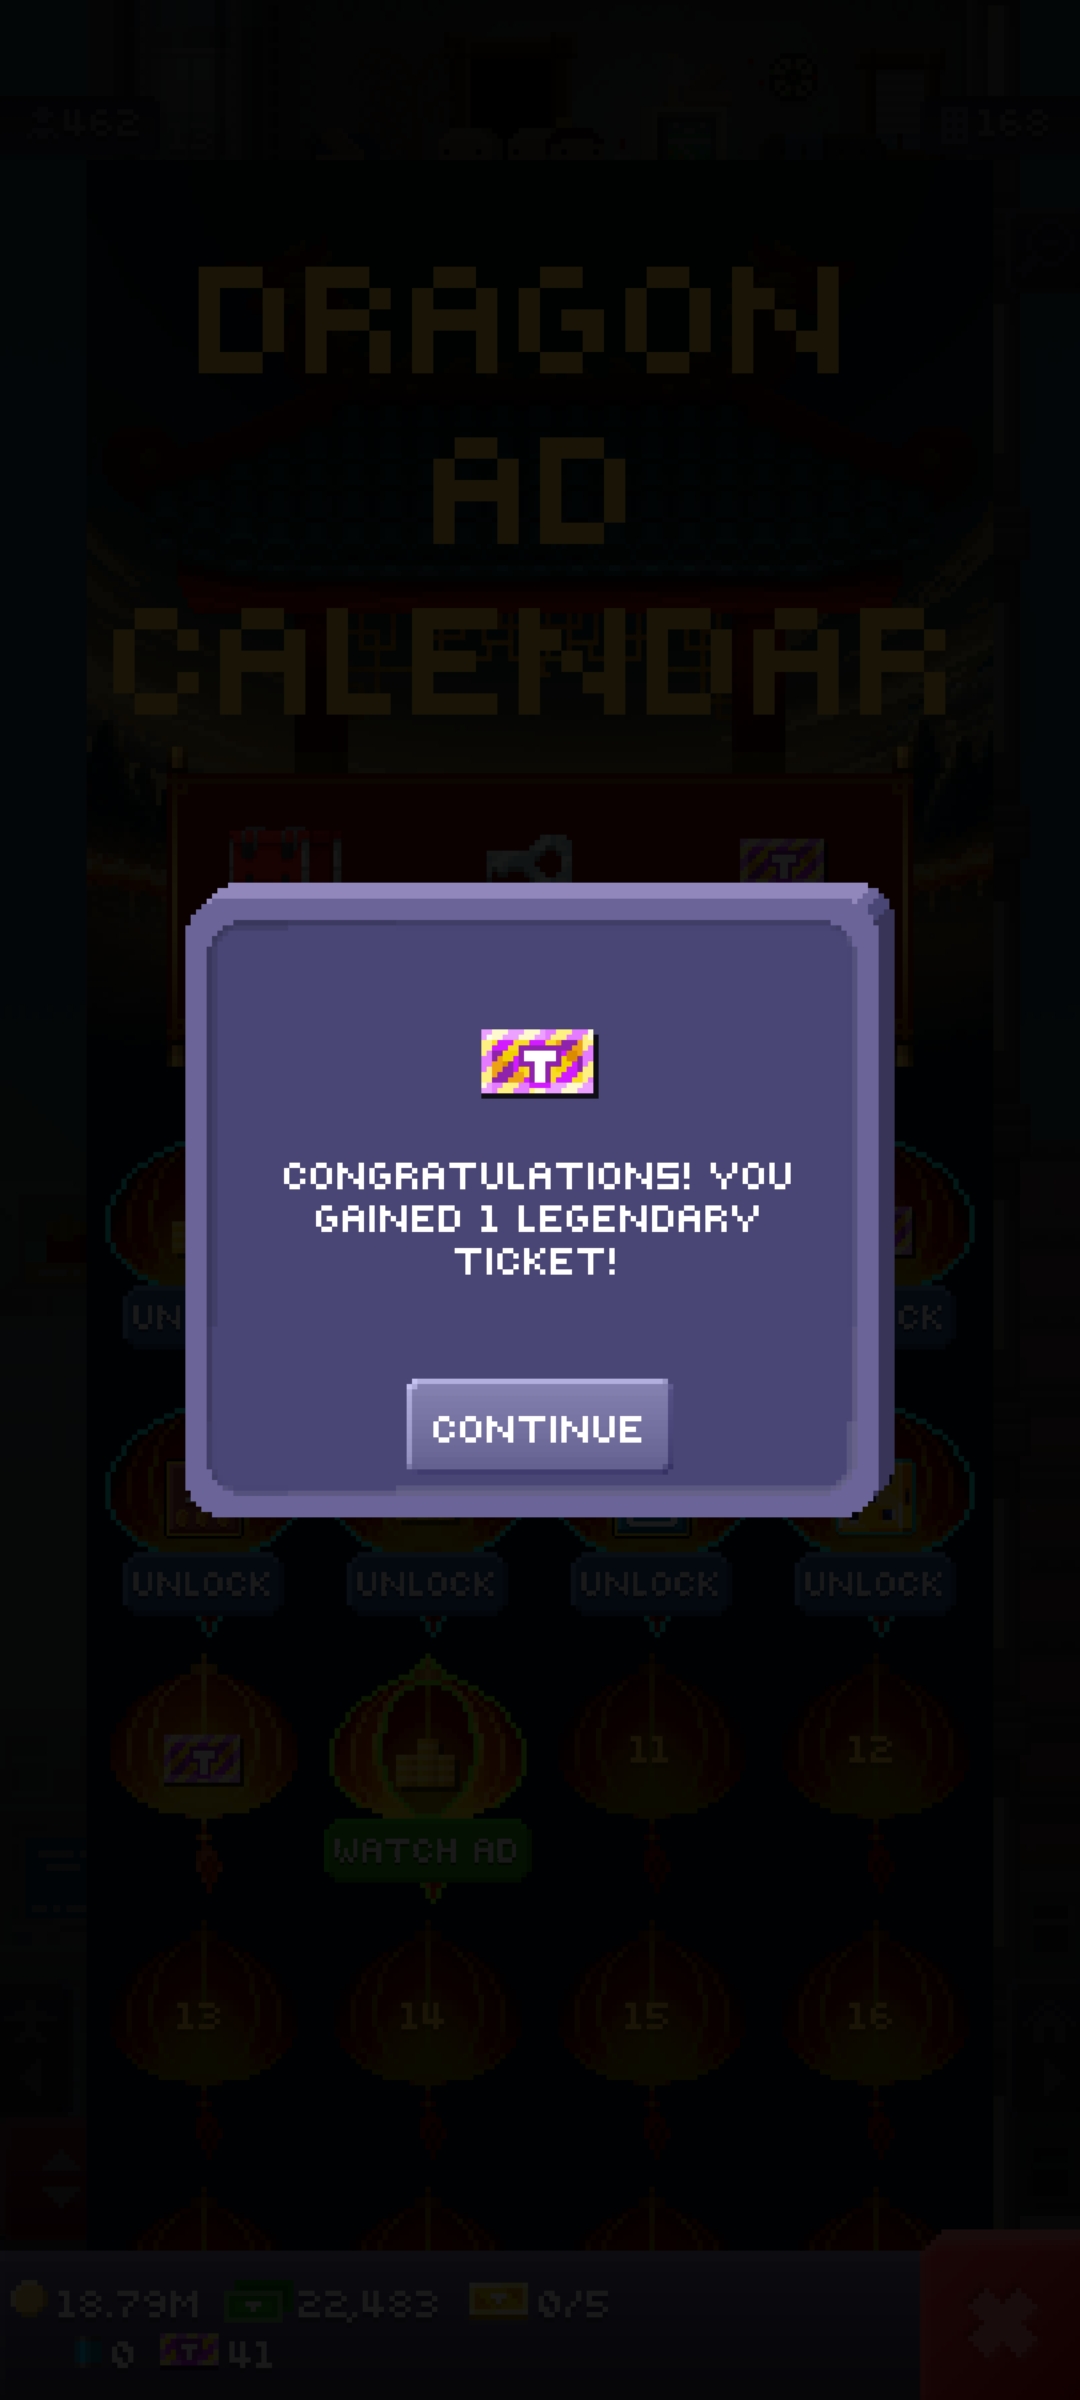 462
168
DRAGON
AD
CALENDAR
T
T
CONGRATULATIONS! YOU
GAINED 1 LEGENDARY
TICKET!
UN
CK
CONTINUE
UNLOCK UNLOCK UNLOCK UNLOCK
T 11 12
WATCH AD
13 14 15 16
18.79M 22,483 0/5
0 T 41